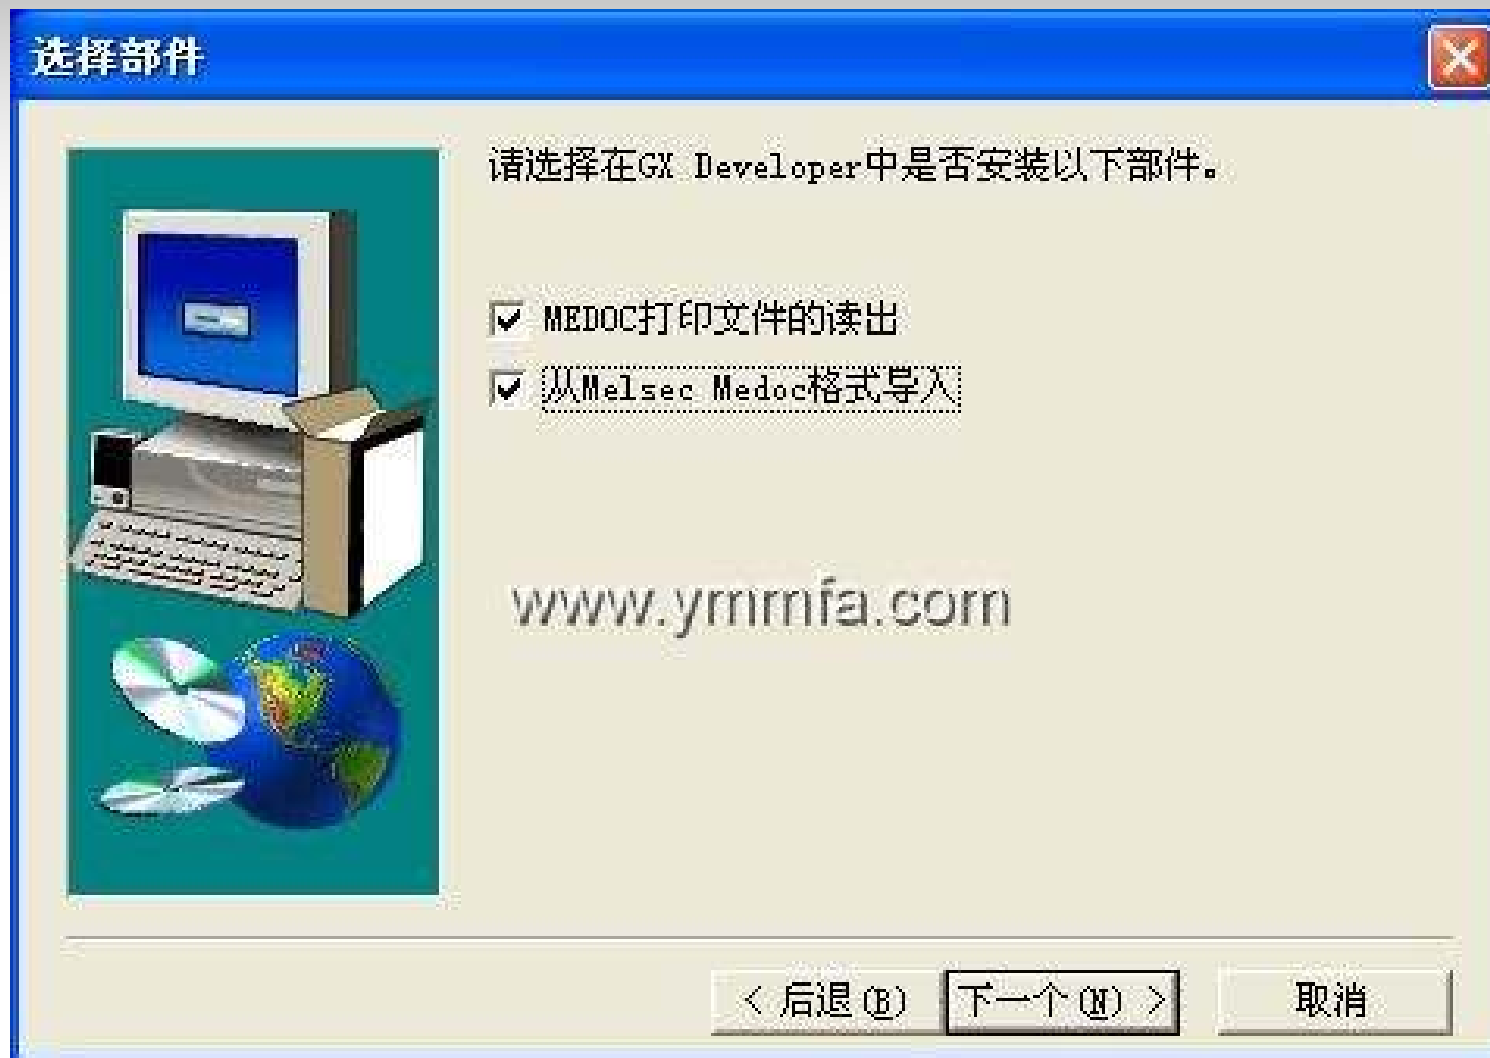 选择部件
请选择在GX Developer中是否安装以下部件。
MEDOC打印文件的读出
从Melsec Medoc格式导入
www.ymmfa.com
< 后退(B)
下一个(N) >
取消